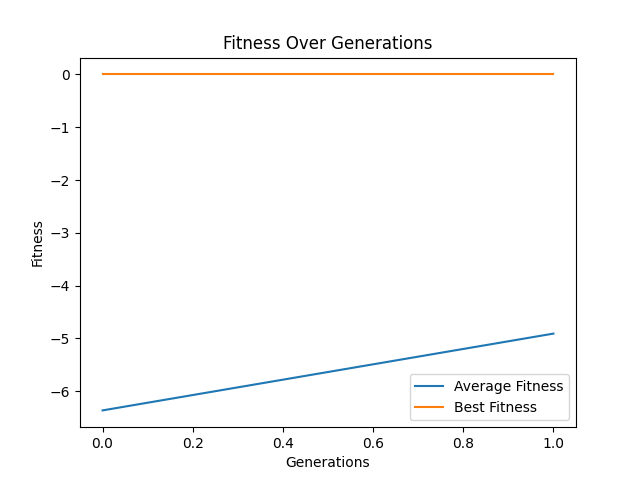 Fitness Over Generations
Fitness
0
−1
−2
−3
−4
−5
−6
Average Fitness
Best Fitness
0.0 0.2 0.4 0.6 0.8 1.0
Generations